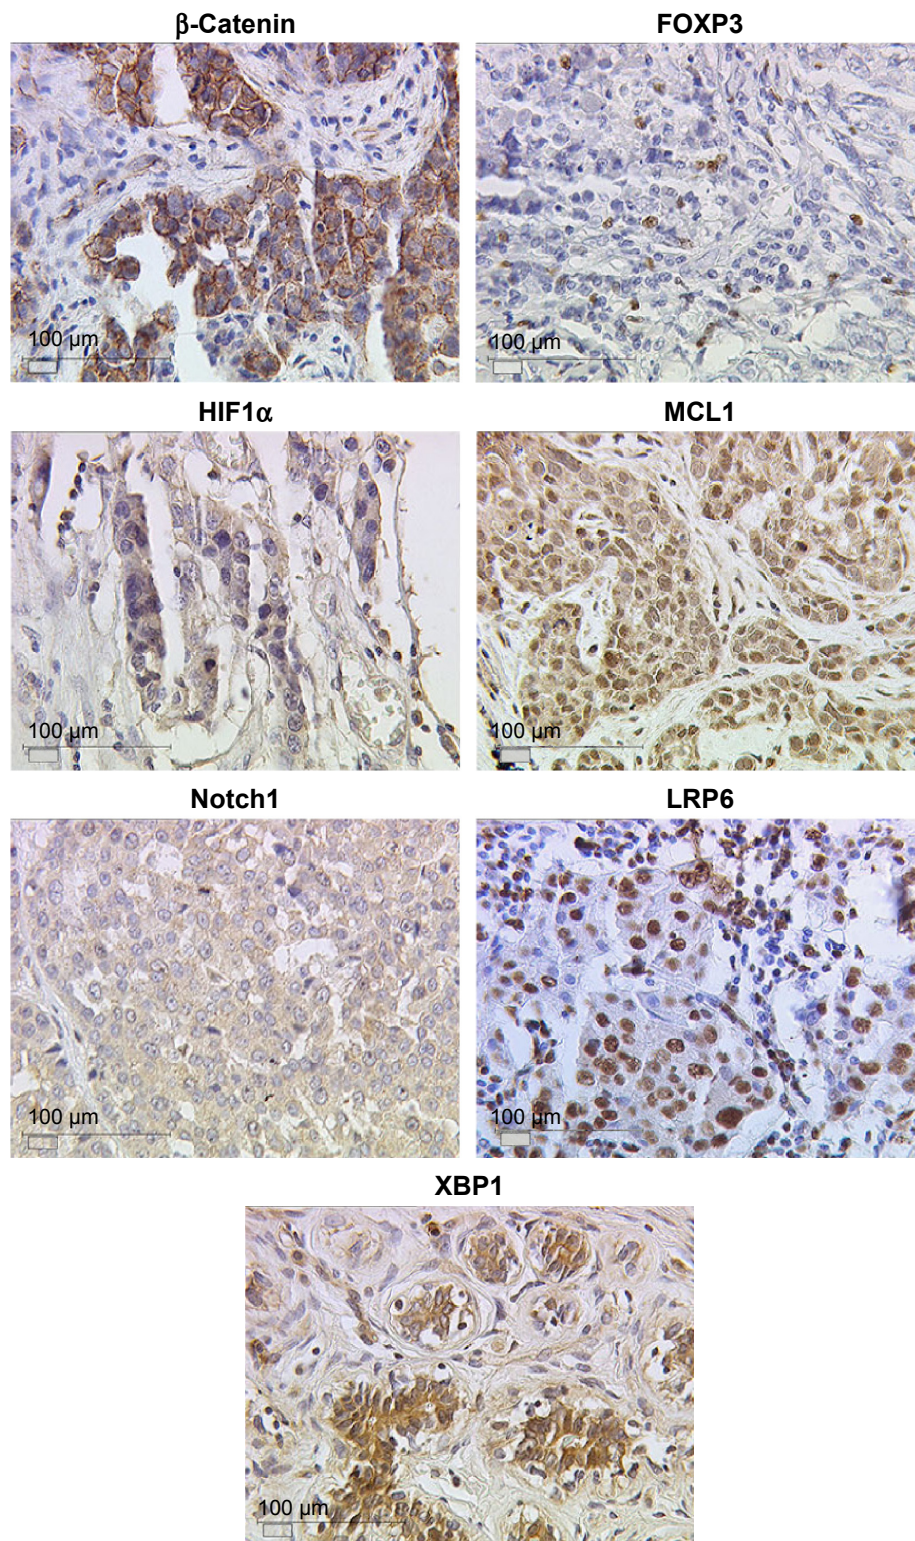 β-Catenin
FOXP3
100 µm
100 µm
HIF1α
MCL1
100 µm
100 µm
Notch1
LRP6
100 µm
100 µm
XBP1
100 µm